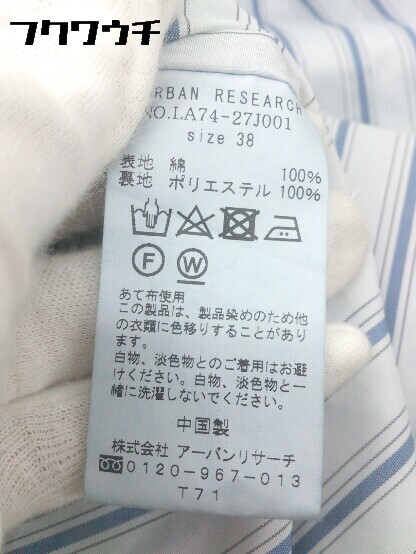 フクワウチ
URBAN RESEARCH
NO.LA74-27J001
size 38
表地 綿 100%
裏地 ポリエステル 100%
F W
あて布使用
この製品は、製品染めのため他
の衣類に色移りすることがあり
ます。
白物、淡色物とのご着用はお避
けください。白物、淡色物と一
緒に洗濯しないでください。
中国製
株式会社 アーバンリサーチ
0120-967-013
T71